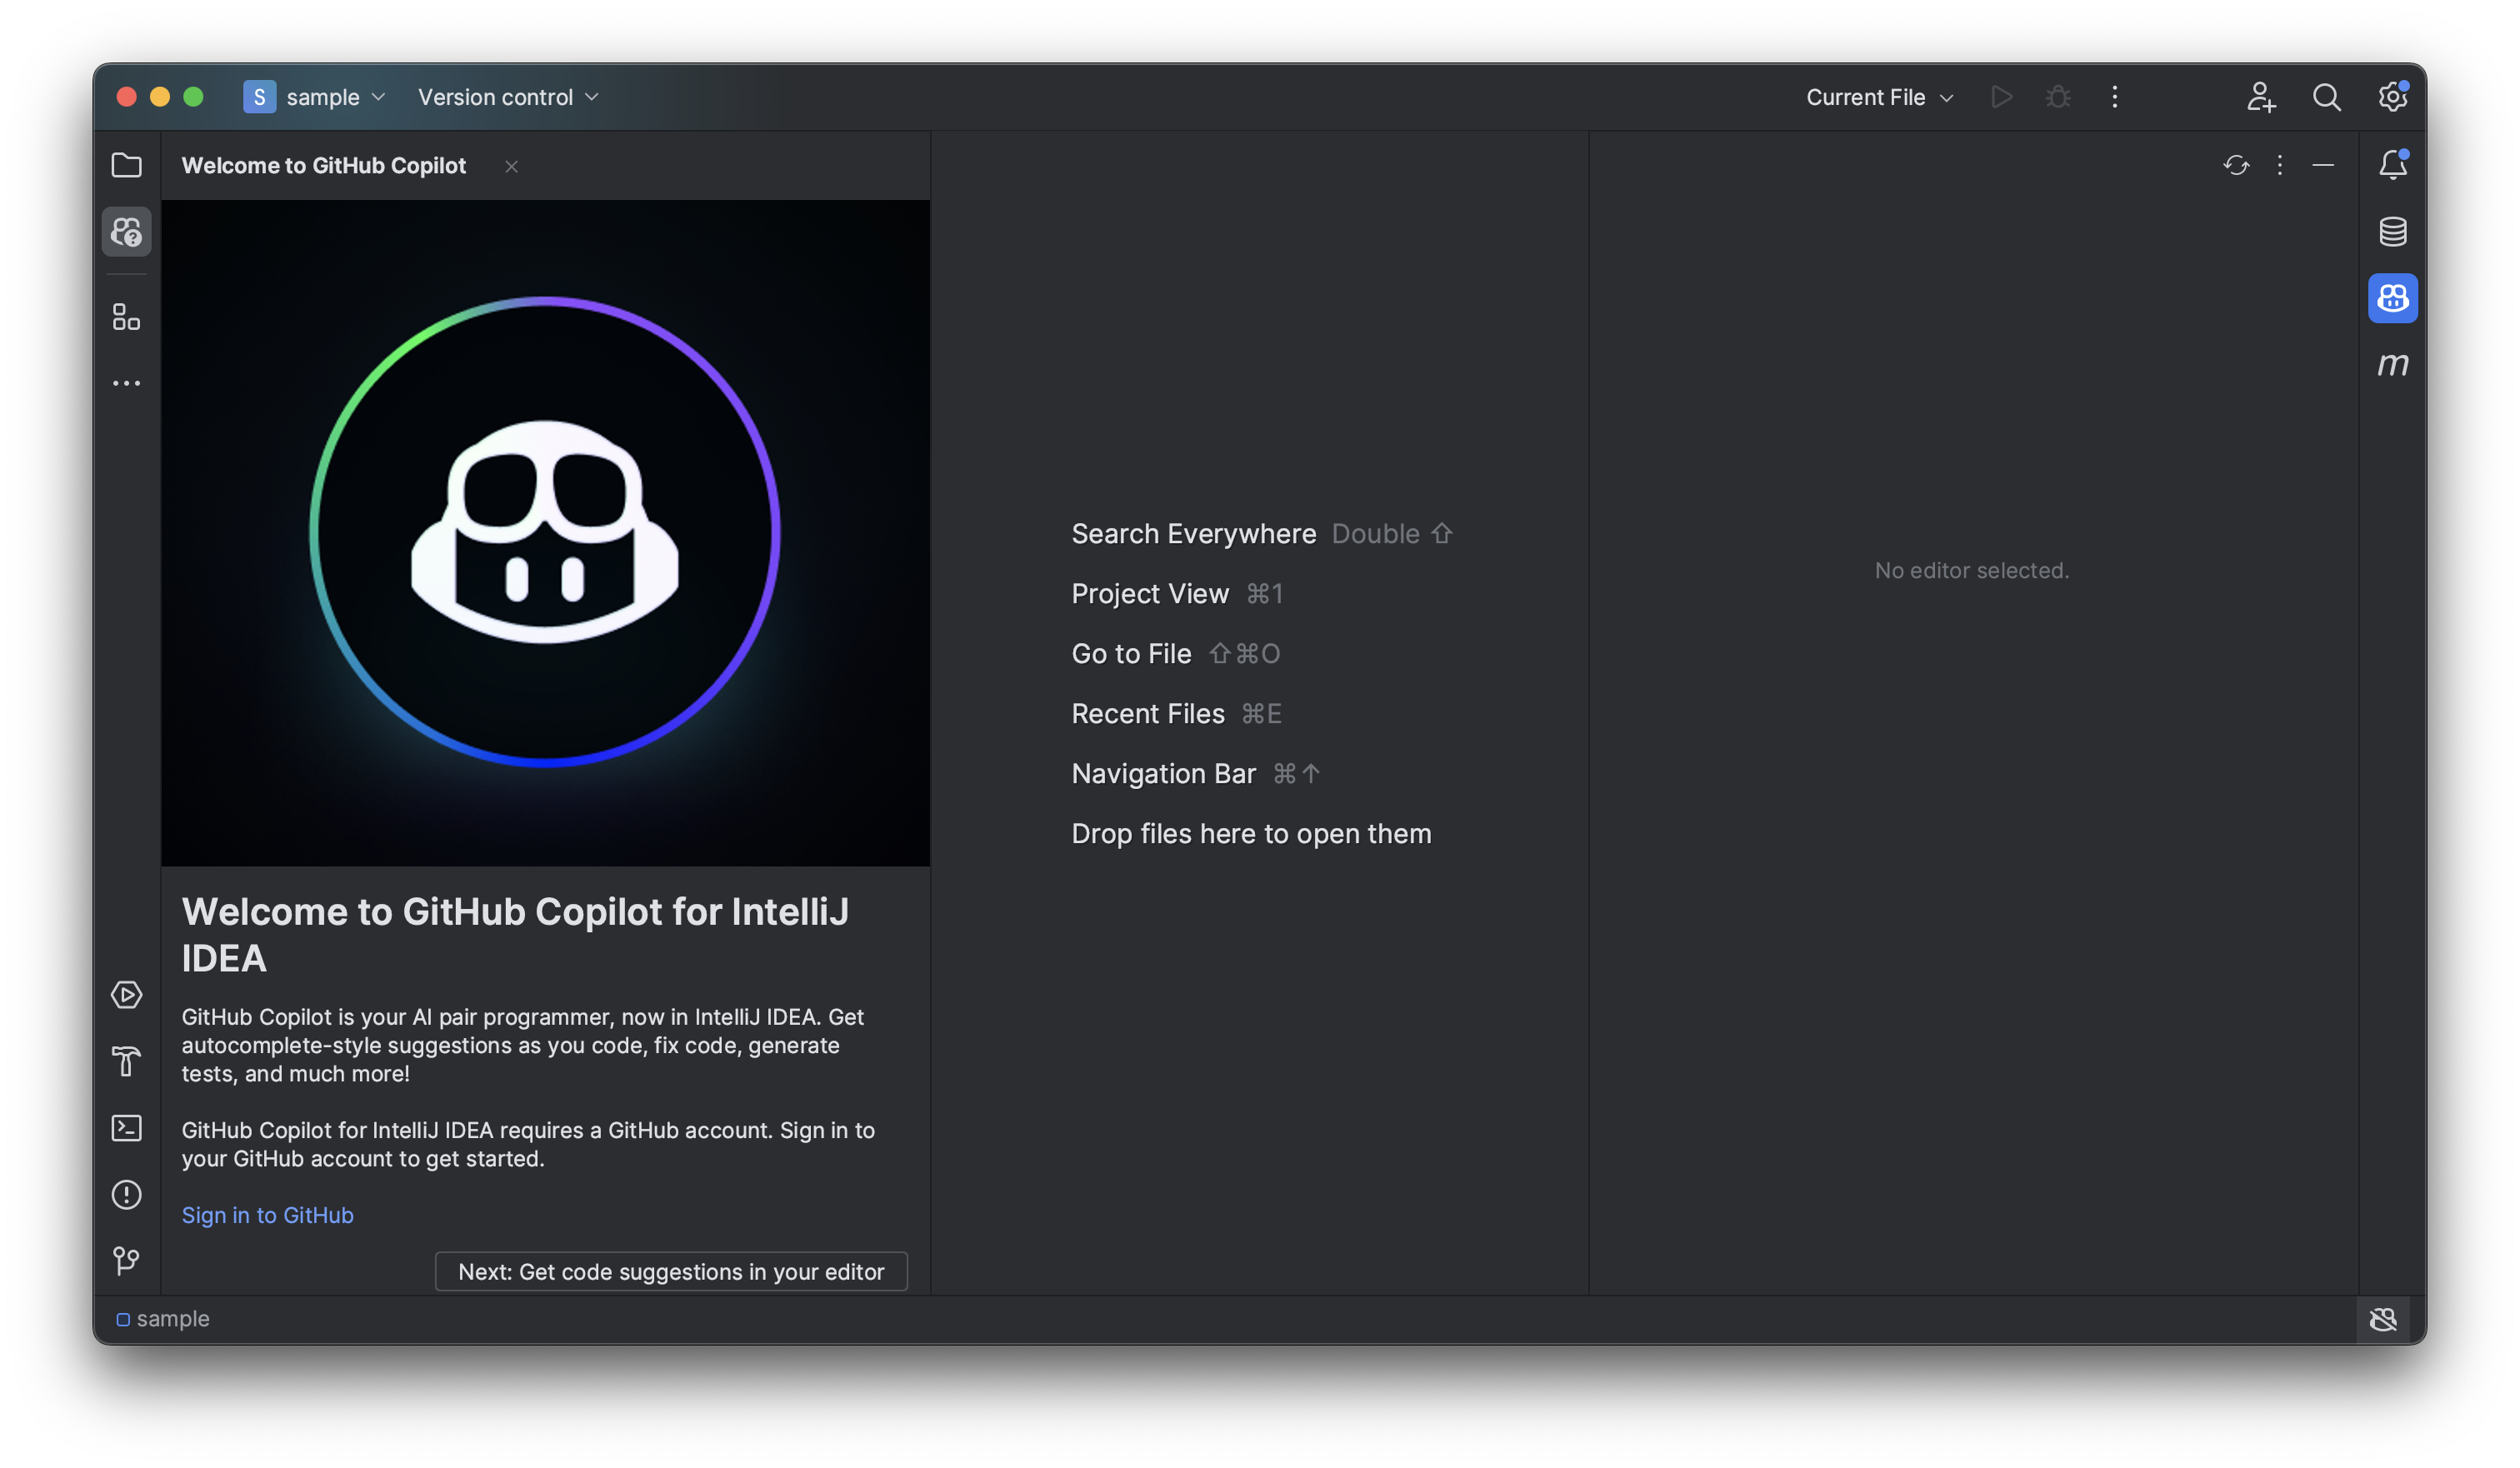 S sample Version control Current File
Welcome to GitHub Copilot
m
Search Everywhere Double ⇧
Project View ⌘1
Go to File ⇧⌘O
Recent Files ⌘E
Navigation Bar ⌘↑
Drop files here to open them
No editor selected.
Welcome to GitHub Copilot for IntelliJ
IDEA
GitHub Copilot is your AI pair programmer, now in IntelliJ IDEA. Get
autocomplete-style suggestions as you code, fix code, generate
tests, and much more!
GitHub Copilot for IntelliJ IDEA requires a GitHub account. Sign in to
your GitHub account to get started.
Sign in to GitHub
Next: Get code suggestions in your editor
sample